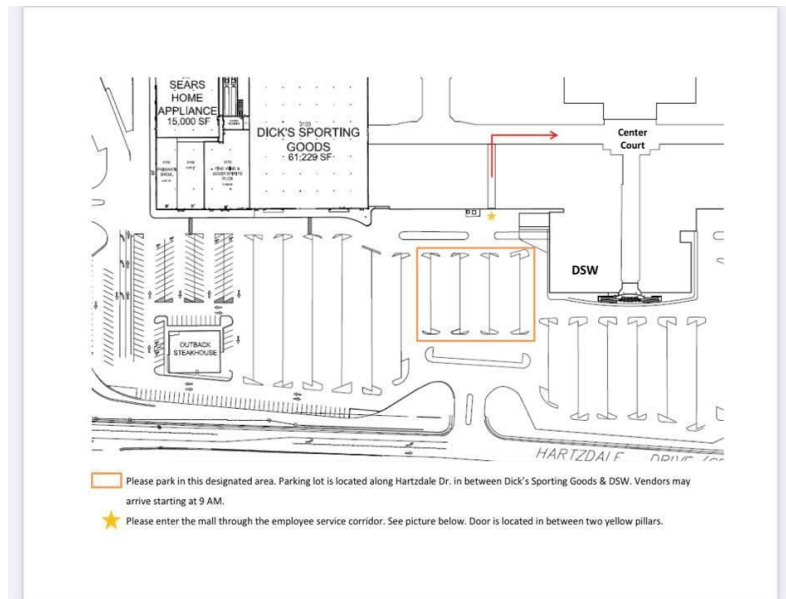 SEARS
HOME
APPLIANCE
15,000 SF
DICK'S SPORTING
GOODS
61,229 SF
Center
Court
DSW
OUTBACK
STEAKHOUSE
HARTZDALE DRIVE
Please park in this designated area. Parking lot is located along Hartzdale Dr. in between Dick's Sporting Goods & DSW. Vendors may
arrive starting at 9 AM.
Please enter the mall through the employee service corridor. See picture below. Door is located in between two yellow pillars.